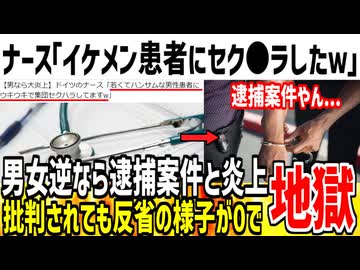 ナース「イケメン患者にセク●ラしたw」
【男なら大炎上】ドイツのナース「若くてハンサムな男性患者に
ウキウキで集団セクハラしてますw」
逮捕案件やん...
男女逆なら逮捕案件と炎上
批判されても反省の様子が0で
地獄